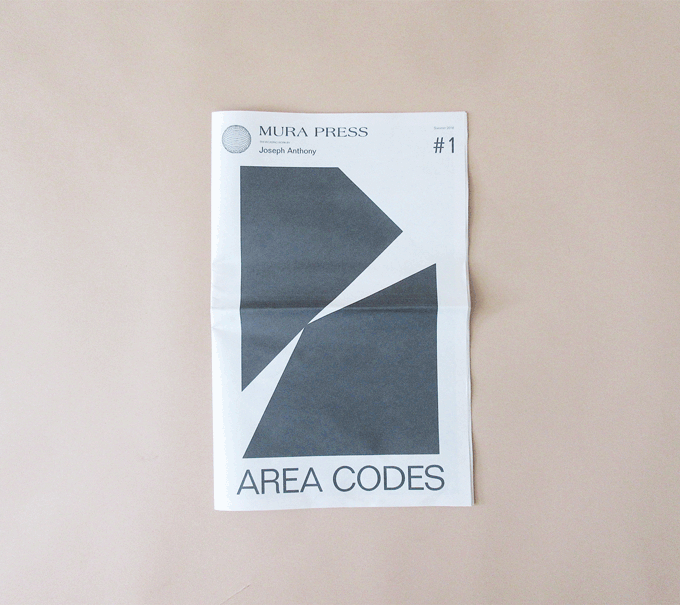 MURA PRESS
Joseph Anthony
#1
AREA CODES